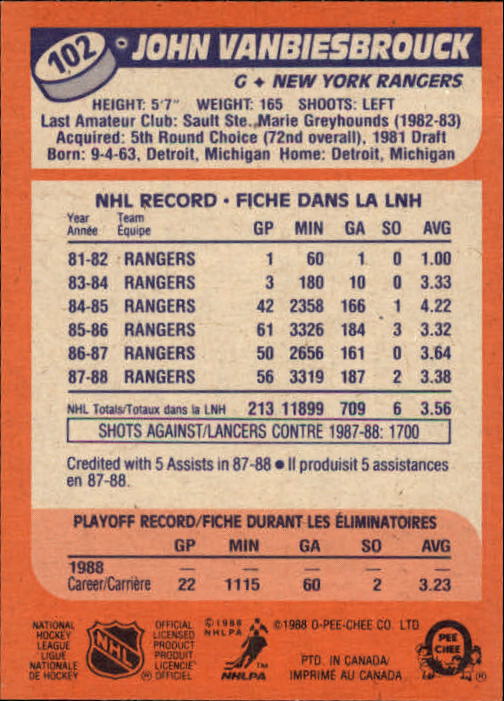 102 • JOHN VANBIESBROUCK
G ♦ NEW YORK RANGERS
HEIGHT: 5'7" WEIGHT: 165 SHOOTS: LEFT
Last Amateur Club: Sault Ste. Marie Greyhounds (1982-83)
Acquired: 5th Round Choice (72nd overall), 1981 Draft
Born: 9-4-63, Detroit, Michigan Home: Detroit, Michigan
NHL RECORD • FICHE DANS LA LNH
Year Team
Année Équipe GP MIN GA SO AVG
81-82 RANGERS 1 60 1 0 1.00
83-84 RANGERS 3 180 10 0 3.33
84-85 RANGERS 42 2358 166 1 4.22
85-86 RANGERS 61 3326 184 3 3.32
86-87 RANGERS 50 2656 161 0 3.64
87-88 RANGERS 56 3319 187 2 3.38
NHL Totals/Totaux dans la LNH 213 11899 709 6 3.56
SHOTS AGAINST/LANCERS CONTRE 1987-88: 1700
Credited with 5 Assists in 87-88 • Il produisit 5 assistances
en 87-88.
PLAYOFF RECORD/FICHE DURANT LES ÉLIMINATOIRES
GP MIN GA SO AVG
1988 — — — — —
Career/Carrière 22 1115 60 2 3.23
NATIONAL
HOCKEY
LEAGUE
LIGUE
NATIONALE
DE HOCKEY
NHL
®
OFFICIAL
LICENSED
PRODUCT
PRODUIT
LICENCIE
OFFICIEL
© 1988
NHLPA
™
NHLPA
© 1988 O-PEE-CHEE CO. LTD.
PTD. IN CANADA/
IMPRIMÉ AU CANADA
O
PEE
CHEE
®